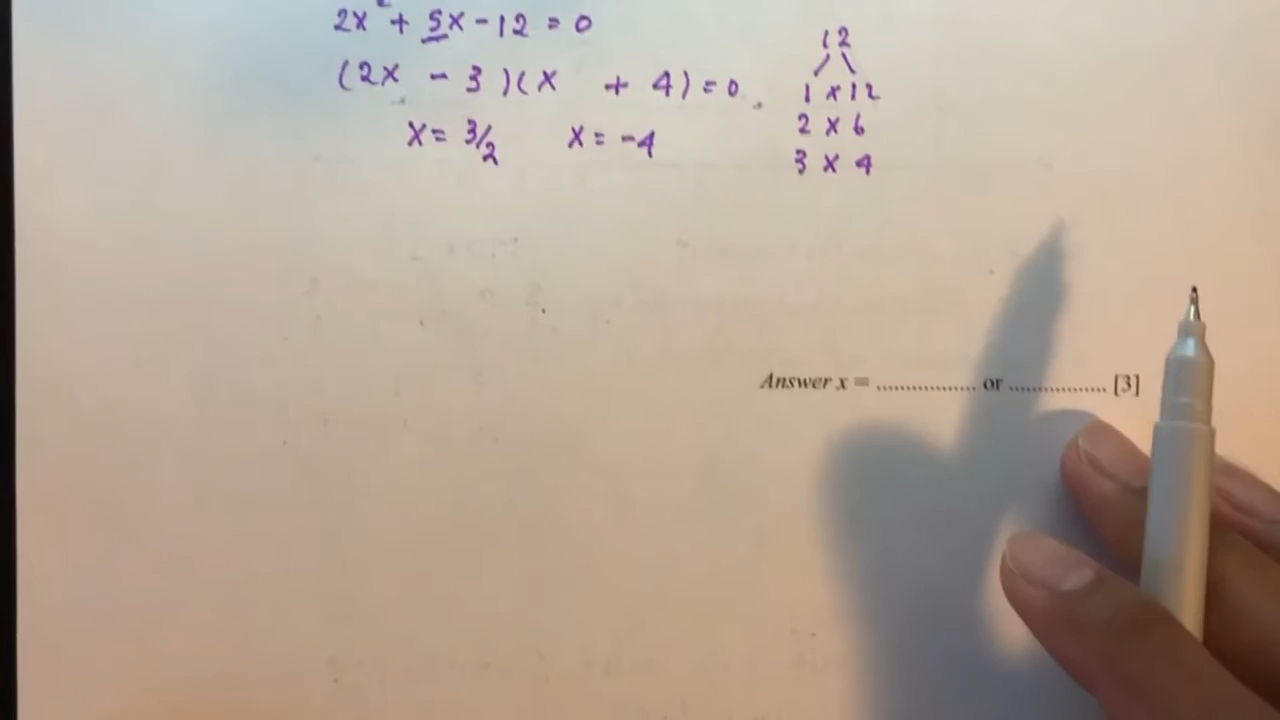 2x² + 5x - 12 = 0
(2x - 3)(x + 4) = 0.
x = 3/2 x = -4
12
1 x 12
2 x 6
3 x 4
Answer x = ................ or ................ [3]